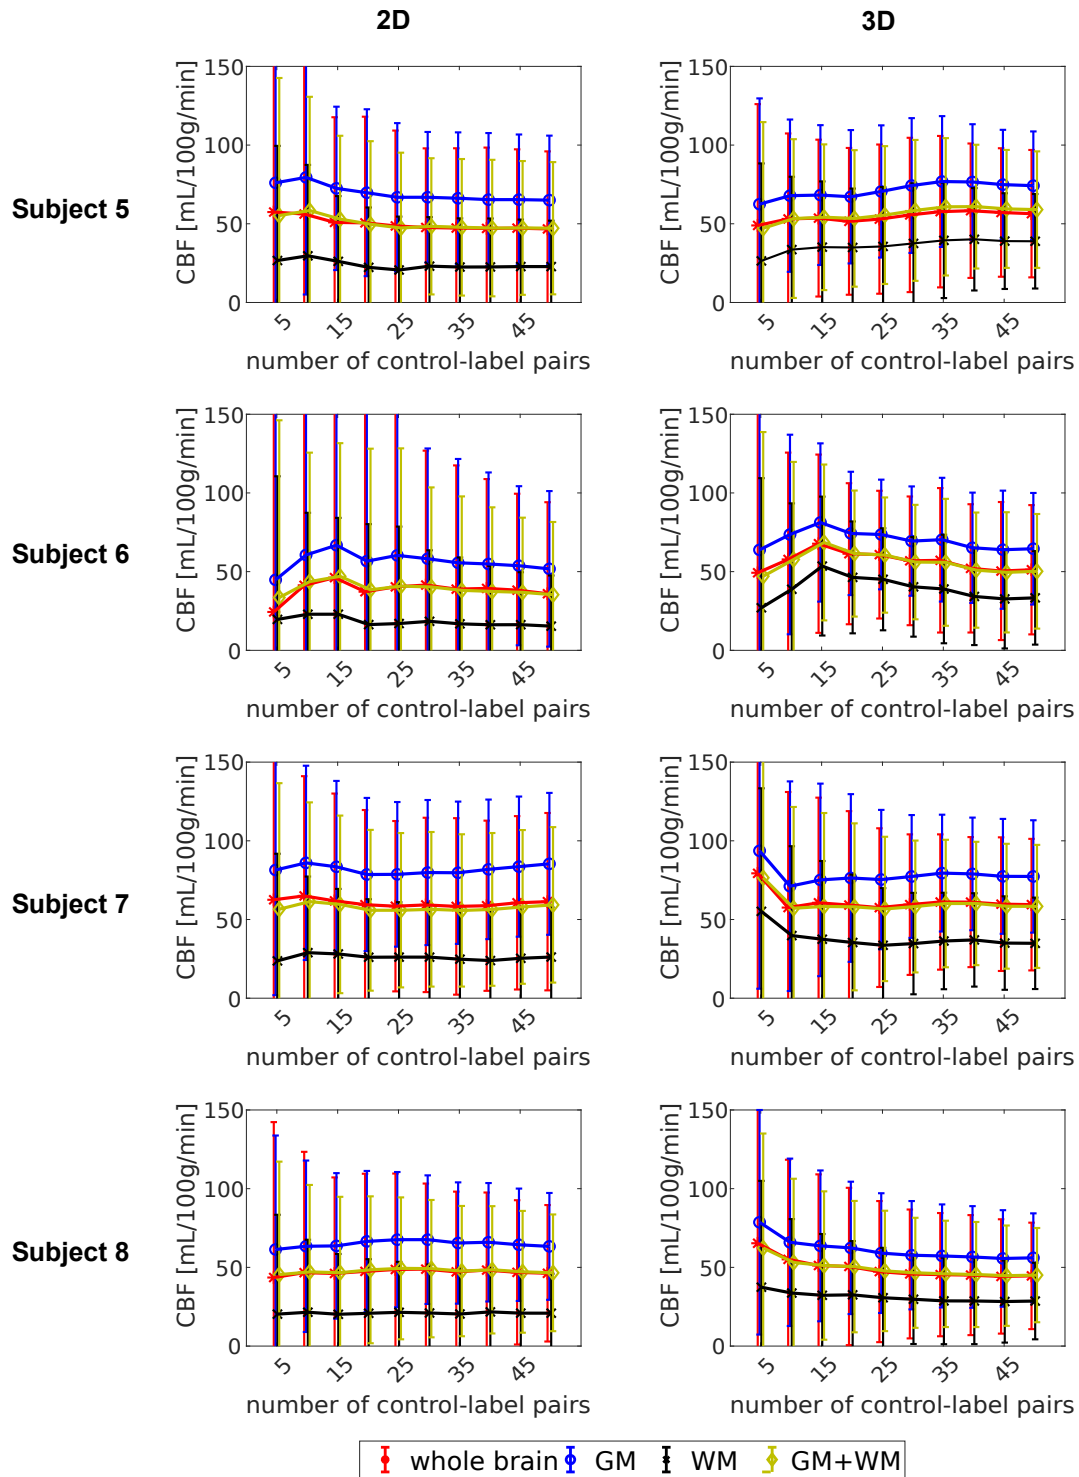 2D 3D
Subject 5
CBF [mL/100g/min]
150
100
50
0
5 15 25 35 45
number of control-label pairs
CBF [mL/100g/min]
150
100
50
0
5 15 25 35 45
number of control-label pairs
Subject 6
CBF [mL/100g/min]
150
100
50
0
5 15 25 35 45
number of control-label pairs
CBF [mL/100g/min]
150
100
50
0
5 15 25 35 45
number of control-label pairs
Subject 7
CBF [mL/100g/min]
150
100
50
0
5 15 25 35 45
number of control-label pairs
CBF [mL/100g/min]
150
100
50
0
5 15 25 35 45
number of control-label pairs
Subject 8
CBF [mL/100g/min]
150
100
50
0
5 15 25 35 45
number of control-label pairs
CBF [mL/100g/min]
150
100
50
0
5 15 25 35 45
number of control-label pairs
whole brain GM WM GM+WM